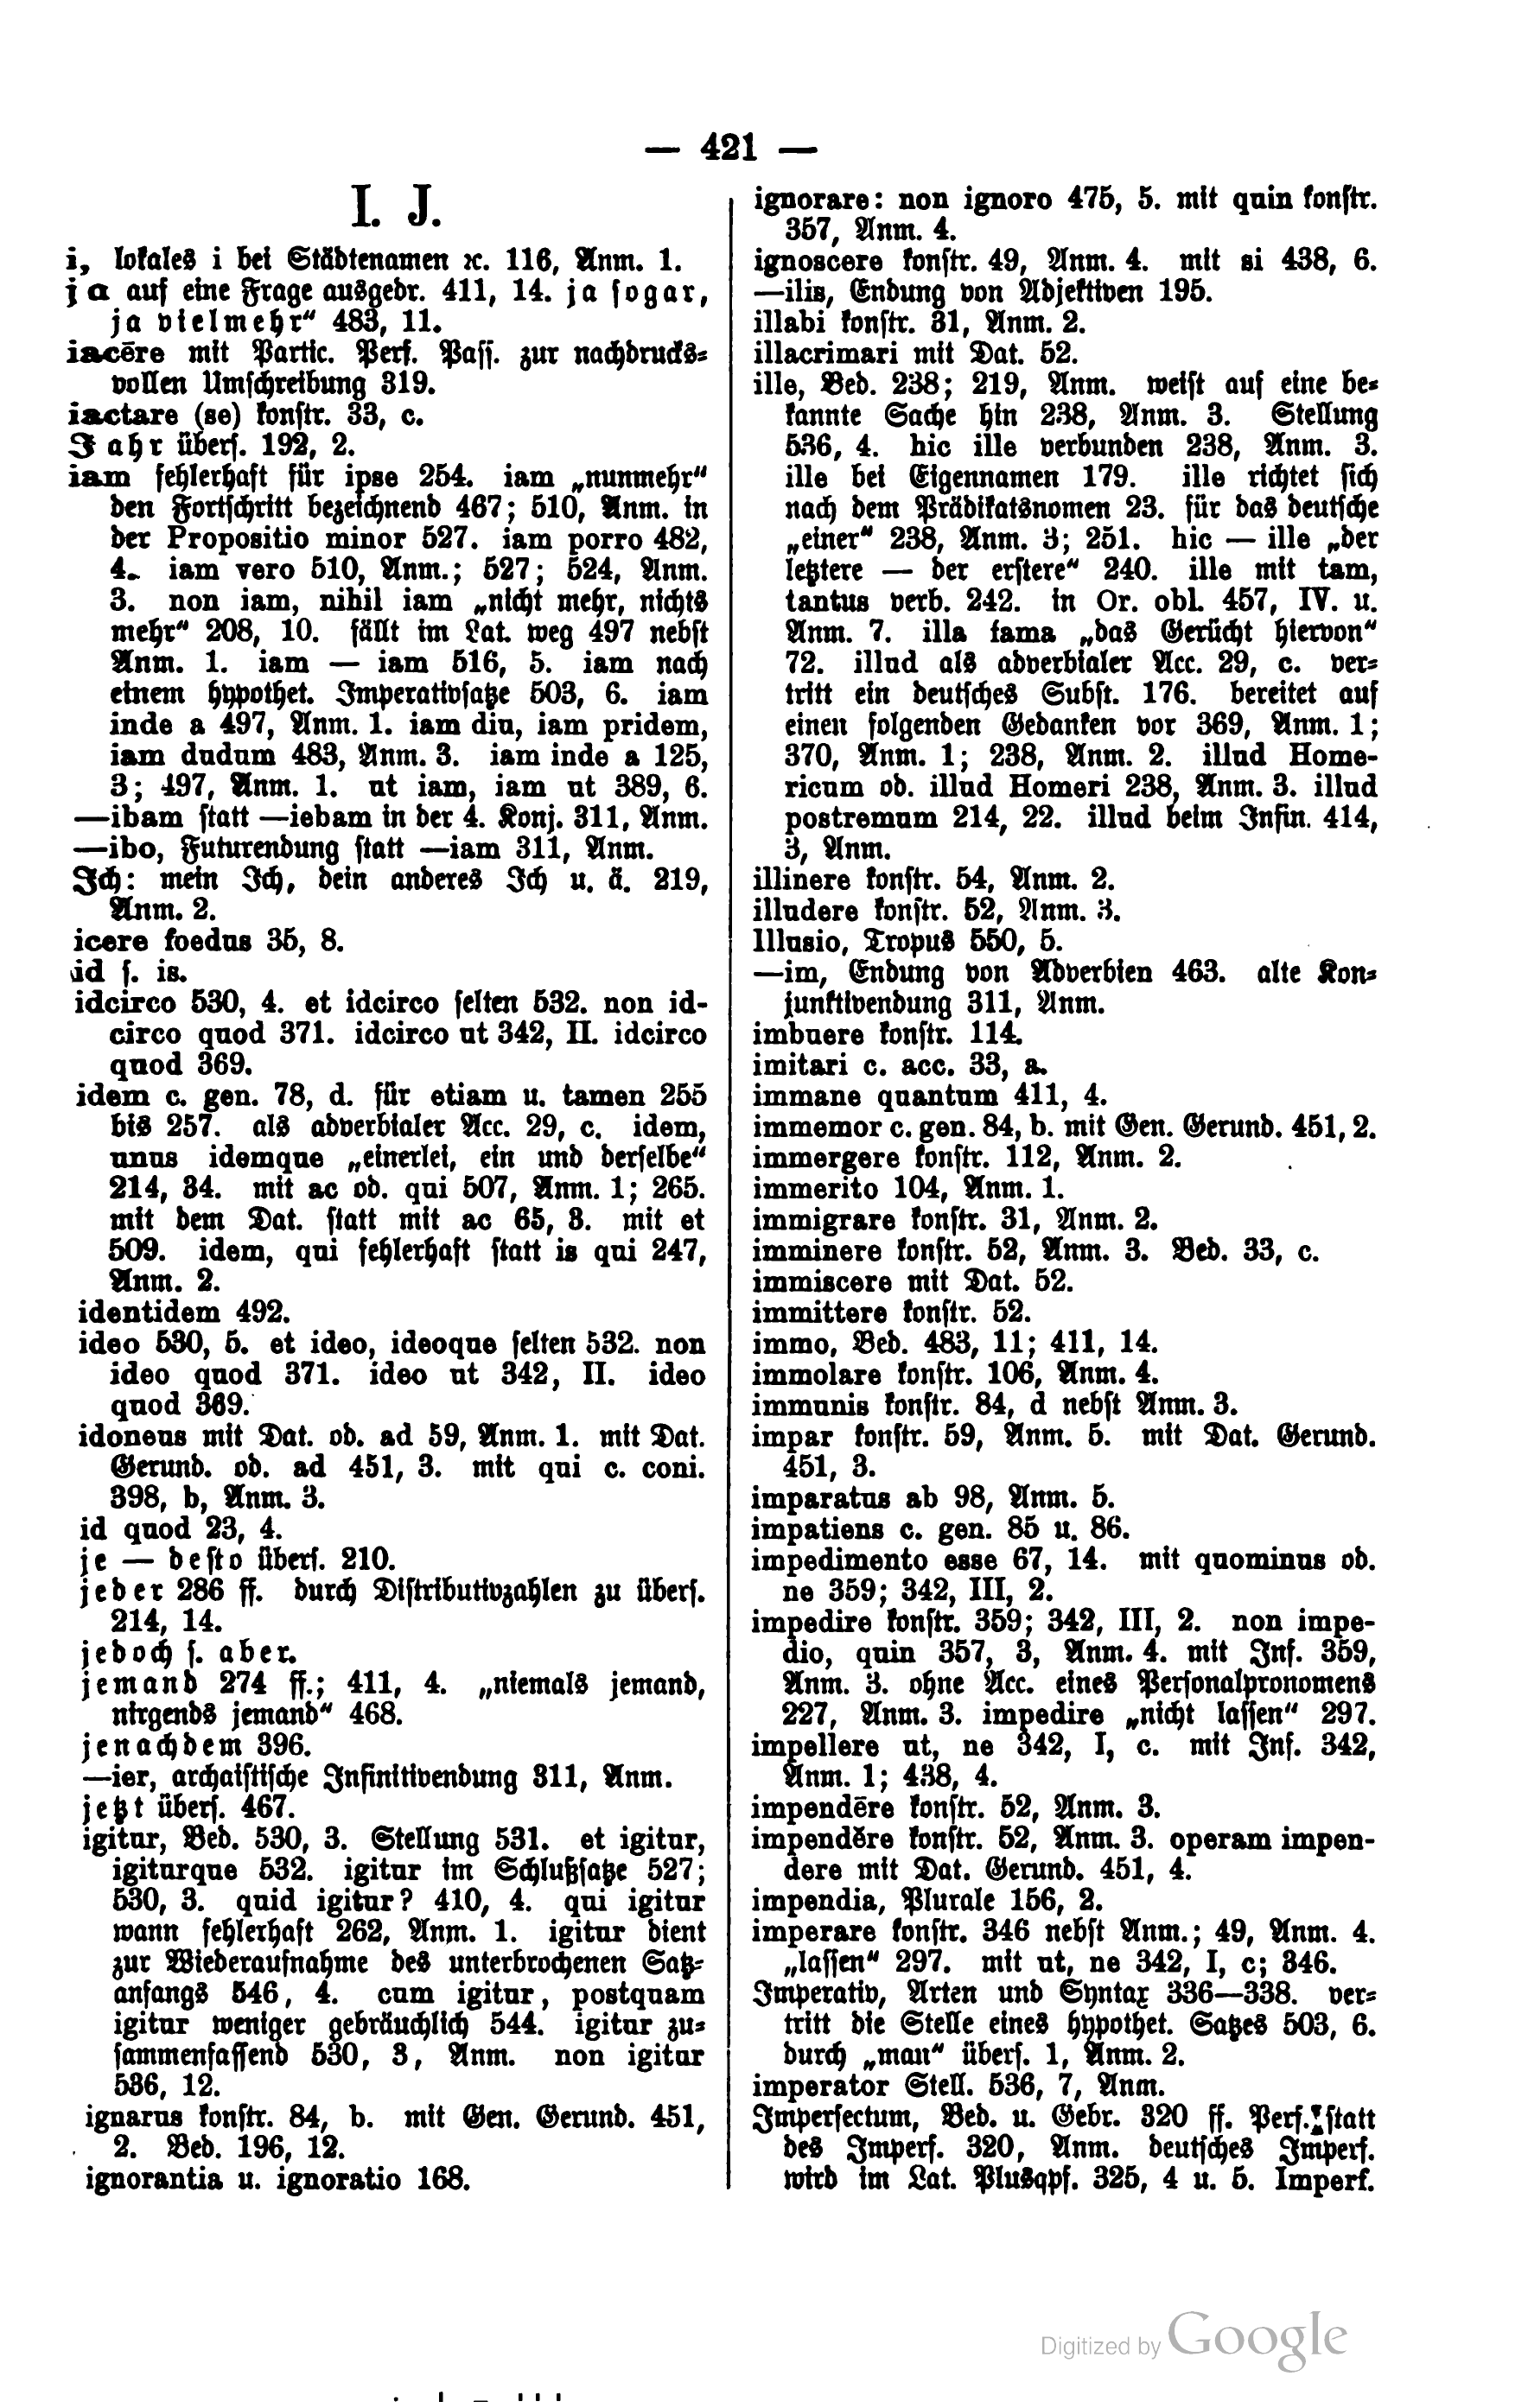 — 421 —
I. J.
i, lokales i bei Städtenamen ꝛc. 116, Anm. 1.
ja auf eine Frage ausgedr. 411, 14. ja sogar,
ja vielmehr“ 483, 11.
iacēre mit Partic. Perf. Pass. zur nachdrucks-
vollen Umschreibung 319.
iactare (se) konstr. 33, c.
Jahr übers. 192, 2.
iam fehlerhaft für ipse 254. iam „nunmehr“
den Fortschritt bezeichnend 467; 510, Anm. in
der Propositio minor 527. iam porro 482,
4. iam vero 510, Anm.; 527; 524, Anm.
3. non iam, nihil iam „nicht mehr, nichts
mehr“ 208, 10. fällt im Lat. weg 497 nebst
Anm. 1. iam — iam 516, 5. iam nach
einem hypothet. Imperativsatze 503, 6. iam
inde a 497, Anm. 1. iam diu, iam pridem,
iam dudum 483, Anm. 3. iam inde a 125,
3; 497, Anm. 1. ut iam, iam ut 389, 6.
—ibam statt —iebam in der 4. Konj. 311, Anm.
—ibo, Futurendung statt —iam 311, Anm.
Ich: mein Ich, dein anderes Ich u. ä. 219,
Anm. 2.
icere foedus 35, 8.
id s. is.
idcirco 530, 4. et idcirco selten 532. non id-
circo quod 371. idcirco ut 342, II. idcirco
quod 369.
idem c. gen. 78, d. für etiam u. tamen 255
bis 257. als adverbialer Acc. 29, c. idem,
unus idemque „einerlei, ein und derselbe“
214, 34. mit ac od. qui 507, Anm. 1; 265.
mit dem Dat. statt mit ac 65, 3. mit et
509. idem, qui fehlerhaft statt is qui 247,
Anm. 2.
identidem 492.
ideo 530, 5. et ideo, ideoque selten 532. non
ideo quod 371. ideo ut 342, II. ideo
quod 369.
idoneus mit Dat. od. ad 59, Anm. 1. mit Dat.
Gerund. od. ad 451, 3. mit qui c. coni.
398, b, Anm. 3.
id quod 23, 4.
je — desto übers. 210.
jeder 286 ff. durch Distributivzahlen zu übers.
214, 14.
jedoch s. aber.
jemand 274 ff.; 411, 4. „niemals jemand,
nirgends jemand“ 468.
jenachdem 396.
—ier, archaistische Infinitivendung 311, Anm.
jetzt übers. 467.
igitur, Bed. 530, 3. Stellung 531. et igitur,
igiturque 532. igitur im Schlußsatze 527;
530, 3. quid igitur? 410, 4. qui igitur
wann fehlerhaft 262, Anm. 1. igitur dient
zur Wiederaufnahme des unterbrochenen Satz-
anfangs 546, 4. cum igitur, postquam
igitur weniger gebräuchlich 544. igitur zu-
sammenfassend 530, 3, Anm. non igitur
536, 12.
ignarus konstr. 84, b. mit Gen. Gerund. 451,
2. Bed. 196, 12.
ignorantia u. ignoratio 168.
ignorare: non ignoro 475, 5. mit quin konstr.
357, Anm. 4.
ignoscere konstr. 49, Anm. 4. mit si 438, 6.
—ilis, Endung von Adjektiven 195.
illabi konstr. 31, Anm. 2.
illacrimari mit Dat. 52.
ille, Bed. 238; 219, Anm. weist auf eine be-
kannte Sache hin 238, Anm. 3. Stellung
536, 4. hic ille verbunden 238, Anm. 3.
ille bei Eigennamen 179. ille richtet sich
nach dem Prädikatsnomen 23. für das deutsche
„einer“ 238, Anm. 3; 251. hic — ille „der
letztere — der erstere“ 240. ille mit tam,
tantus verb. 242. in Or. obl. 457, IV. u.
Anm. 7. illa fama „das Gerücht hiervon“
72. illud als adverbialer Acc. 29, c. ver-
tritt ein deutsches Subst. 176. bereitet auf
einen folgenden Gedanken vor 369, Anm. 1;
370, Anm. 1; 238, Anm. 2. illud Home-
ricum od. illud Homeri 238, Anm. 3. illud
postremum 214, 22. illud beim Infin. 414,
3, Anm.
illinere konstr. 54, Anm. 2.
illudere konstr. 52, Anm. 3.
Illusio, Tropus 550, 5.
—im, Endung von Adverbien 463. alte Kon-
junktivendung 311, Anm.
imbuere konstr. 114.
imitari c. acc. 33, a.
immane quantum 411, 4.
immemor c. gen. 84, b. mit Gen. Gerund. 451, 2.
immergere konstr. 112, Anm. 2.
immerito 104, Anm. 1.
immigrare konstr. 31, Anm. 2.
imminere konstr. 52, Anm. 3. Bed. 33, c.
immiscere mit Dat. 52.
immittere konstr. 52.
immo, Bed. 483, 11; 411, 14.
immolare konstr. 106, Anm. 4.
immunis konstr. 84, d nebst Anm. 3.
impar konstr. 59, Anm. 5. mit Dat. Gerund.
451, 3.
imparatus ab 98, Anm. 5.
impatiens c. gen. 85 u. 86.
impedimento esse 67, 14. mit quominus od.
ne 359; 342, III, 2.
impedire konstr. 359; 342, III, 2. non impe-
dio, quin 357, 3, Anm. 4. mit Inf. 359,
Anm. 3. ohne Acc. eines Personalpronomens
227, Anm. 3. impedire „nicht lassen“ 297.
impellere ut, ne 342, I, c. mit Inf. 342,
Anm. 1; 438, 4.
impendēre konstr. 52, Anm. 3.
impendĕre konstr. 52, Anm. 3. operam impen-
dere mit Dat. Gerund. 451, 4.
impendia, Plurale 156, 2.
imperare konstr. 346 nebst Anm.; 49, Anm. 4.
„lassen“ 297. mit ut, ne 342, I, c; 346.
Imperativ, Arten und Syntax 336—338. ver-
tritt die Stelle eines hypothet. Satzes 503, 6.
durch „man“ übers. 1, Anm. 2.
imperator Stell. 536, 7, Anm.
Imperfectum, Bed. u. Gebr. 320 ff. Perf. statt
des Imperf. 320, Anm. deutsches Imperf.
wird im Lat. Plusqpf. 325, 4 u. 5. Imperf.
Digitized by Google